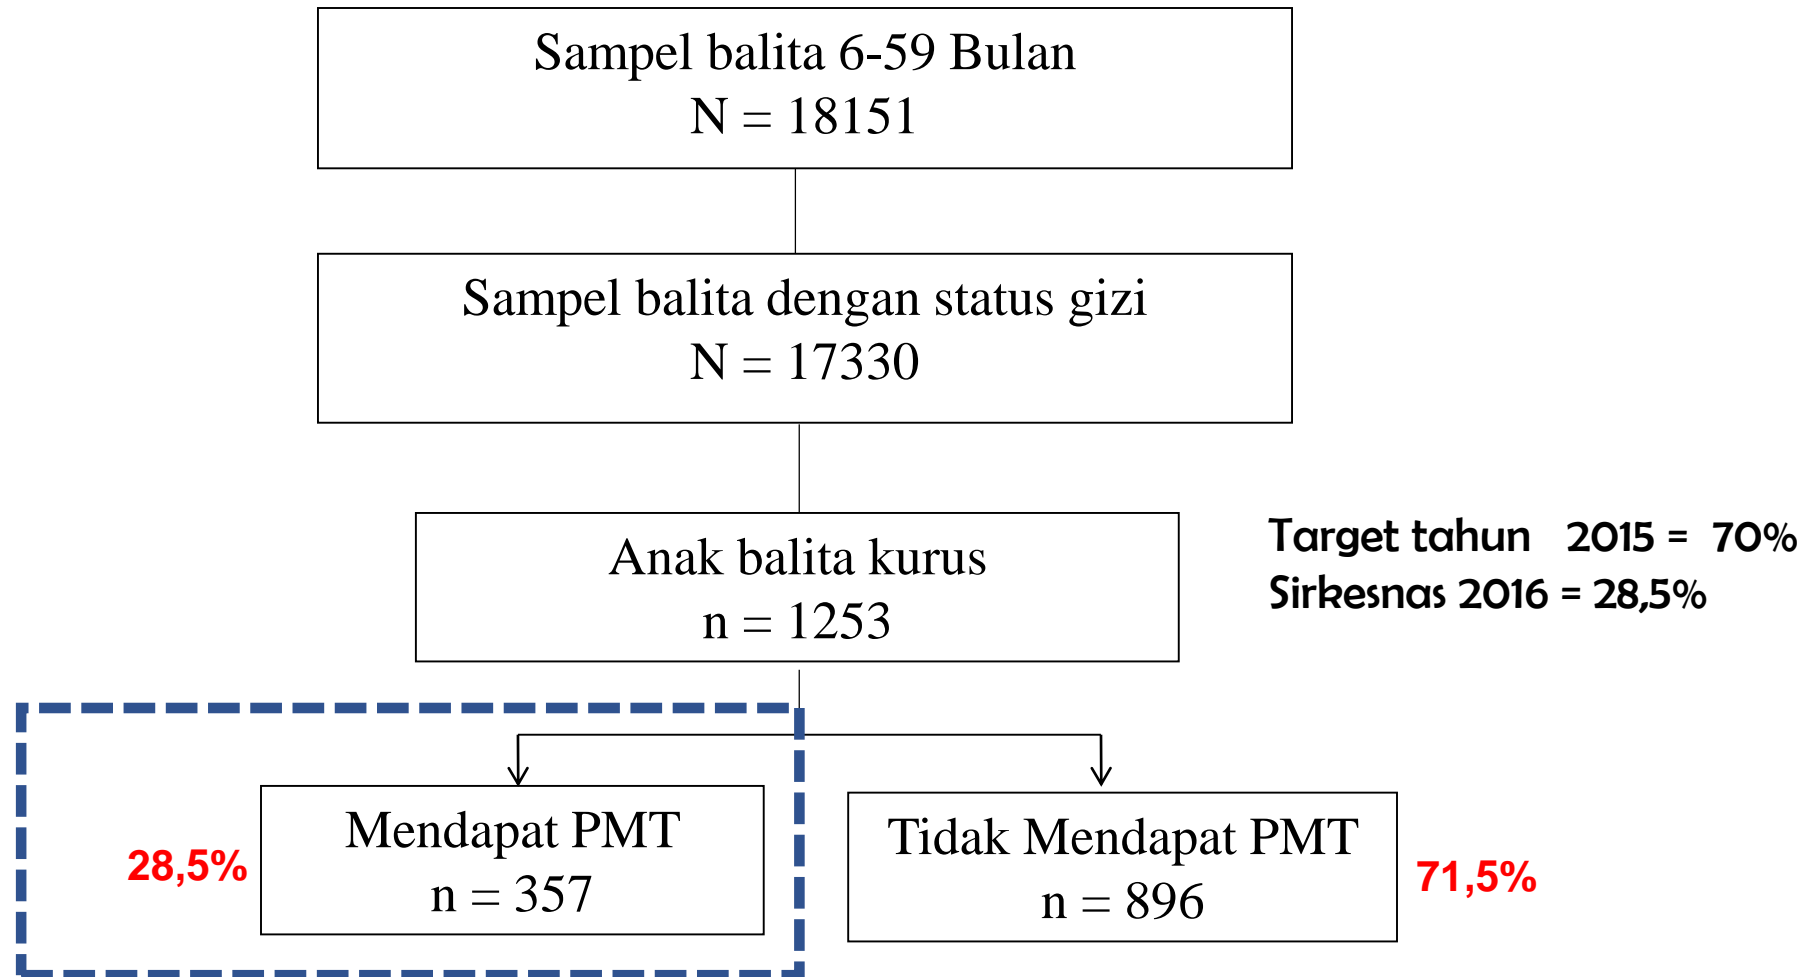 Sampel balita 6-59 Bulan
N = 18151
Sampel balita dengan status gizi
N = 17330
Anak balita kurus
n = 1253
Target tahun 2015 = 70%
Sirkesnas 2016 = 28,5%
28,5%
Mendapat PMT
n = 357
Tidak Mendapat PMT
n = 896
71,5%